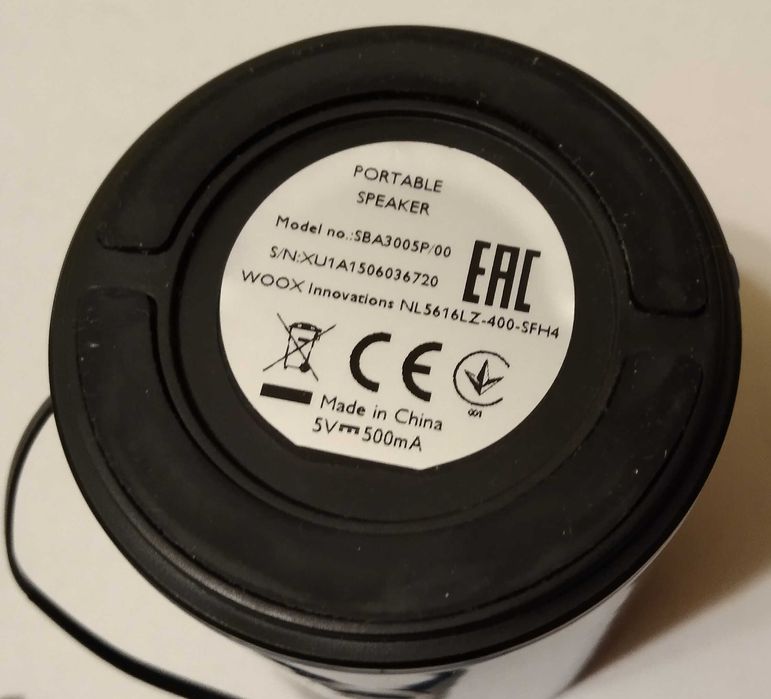 PORTABLE
SPEAKER
Model no.:SBA3005P/00
S/N:XU1A1506036720
EAC
WOOX Innovations NL5616LZ-400-SFH4
CE
001
Made in China
5V⎓500mA